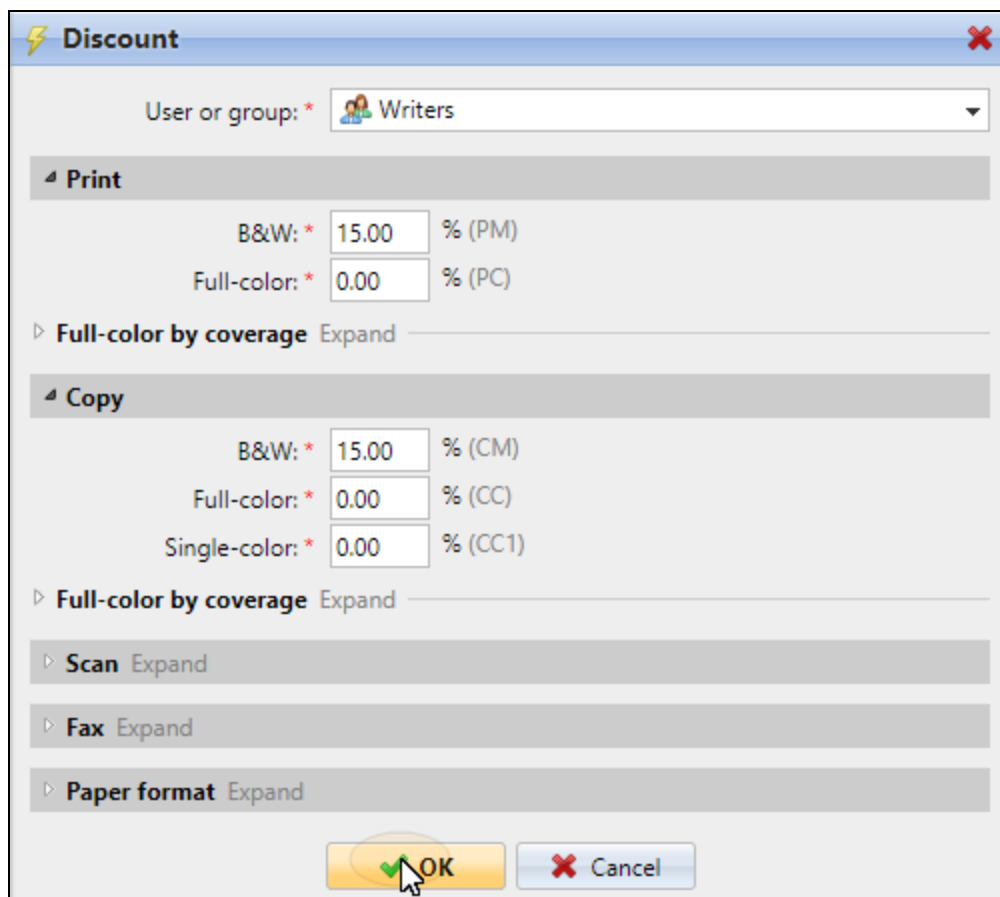 Discount
User or group: * Writers
Print
B&W: * 15.00 % (PM)
Full-color: * 0.00 % (PC)
Full-color by coverage Expand
Copy
B&W: * 15.00 % (CM)
Full-color: * 0.00 % (CC)
Single-color: * 0.00 % (CC1)
Full-color by coverage Expand
Scan Expand
Fax Expand
Paper format Expand
OK Cancel